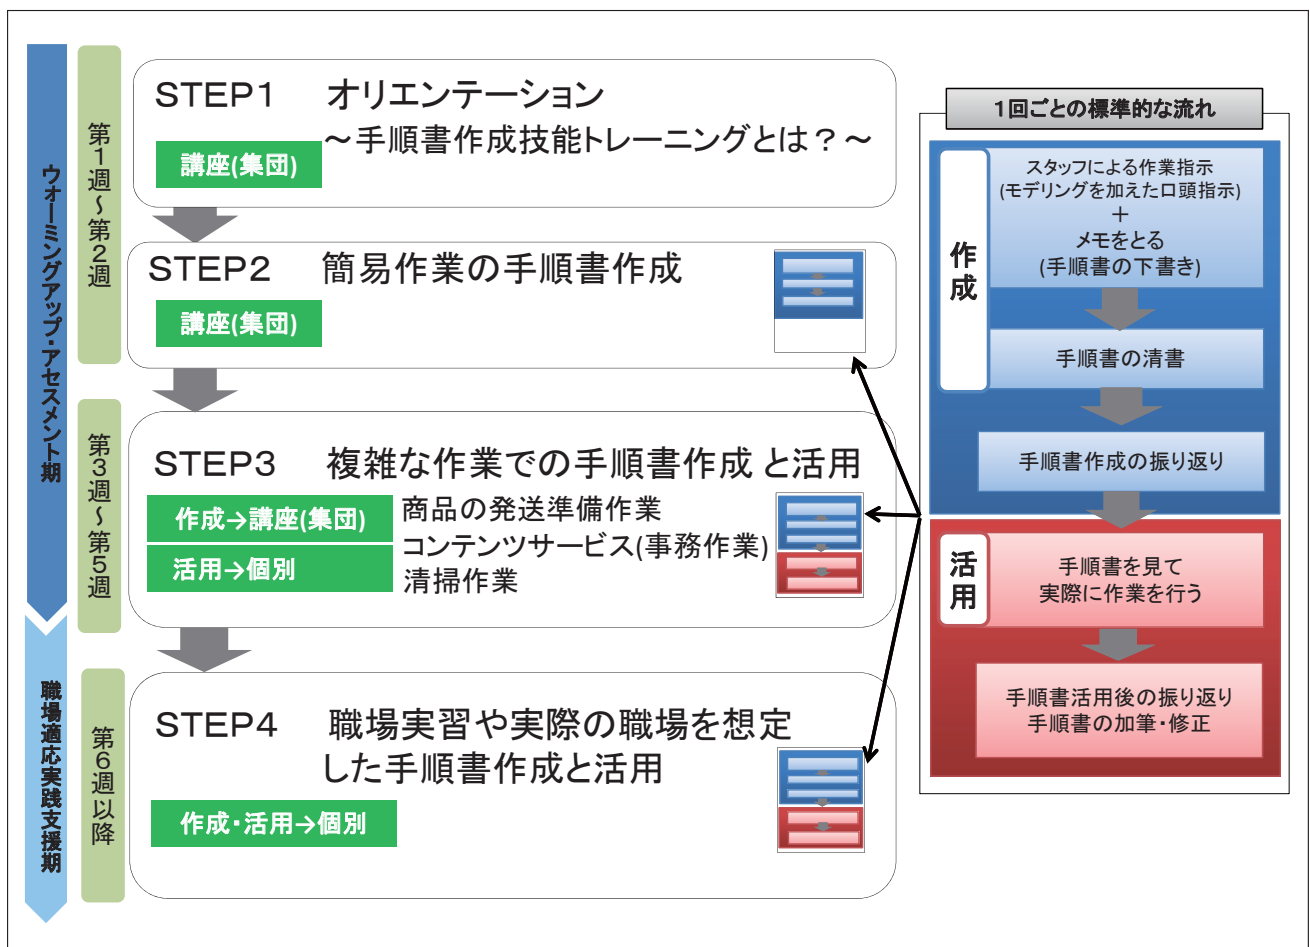 ウォーミングアップ・アセスメント期
職場適応実践支援期
第1週～第2週
第3週～第5週
第6週以降
STEP1 オリエンテーション
～手順書作成技能トレーニングとは？～
講座(集団)
STEP2 簡易作業の手順書作成
講座(集団)
STEP3 複雑な作業での手順書作成 と活用
作成→講座(集団)
活用→個別
商品の発送準備作業
コンテンツサービス(事務作業)
清掃作業
STEP4 職場実習や実際の職場を想定
した手順書作成と活用
作成・活用→個別
1回ごとの標準的な流れ
作成
スタッフによる作業指示
(モデリングを加えた口頭指示)
＋
メモをとる
(手順書の下書き)
手順書の清書
手順書作成の振り返り
活用
手順書を見て
実際に作業を行う
手順書活用後の振り返り
手順書の加筆・修正